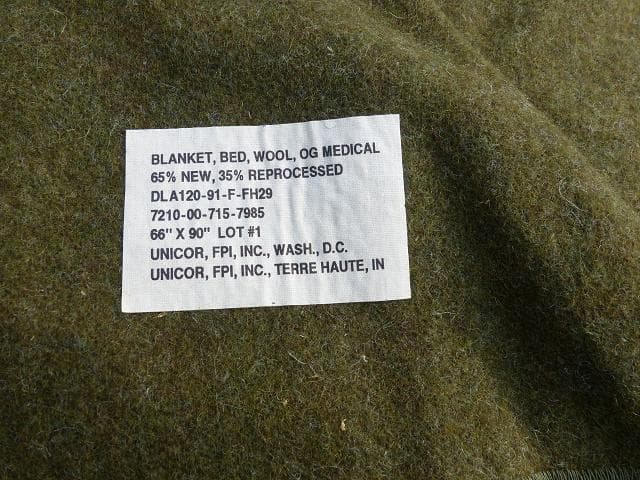 BLANKET, BED, WOOL, OG MEDICAL
65% NEW, 35% REPROCESSED
DLA120-91-F-FH29
7210-00-715-7985
66" X 90" LOT #1
UNICOR, FPI, INC., WASH., D.C.
UNICOR, FPI, INC., TERRE HAUTE, IN